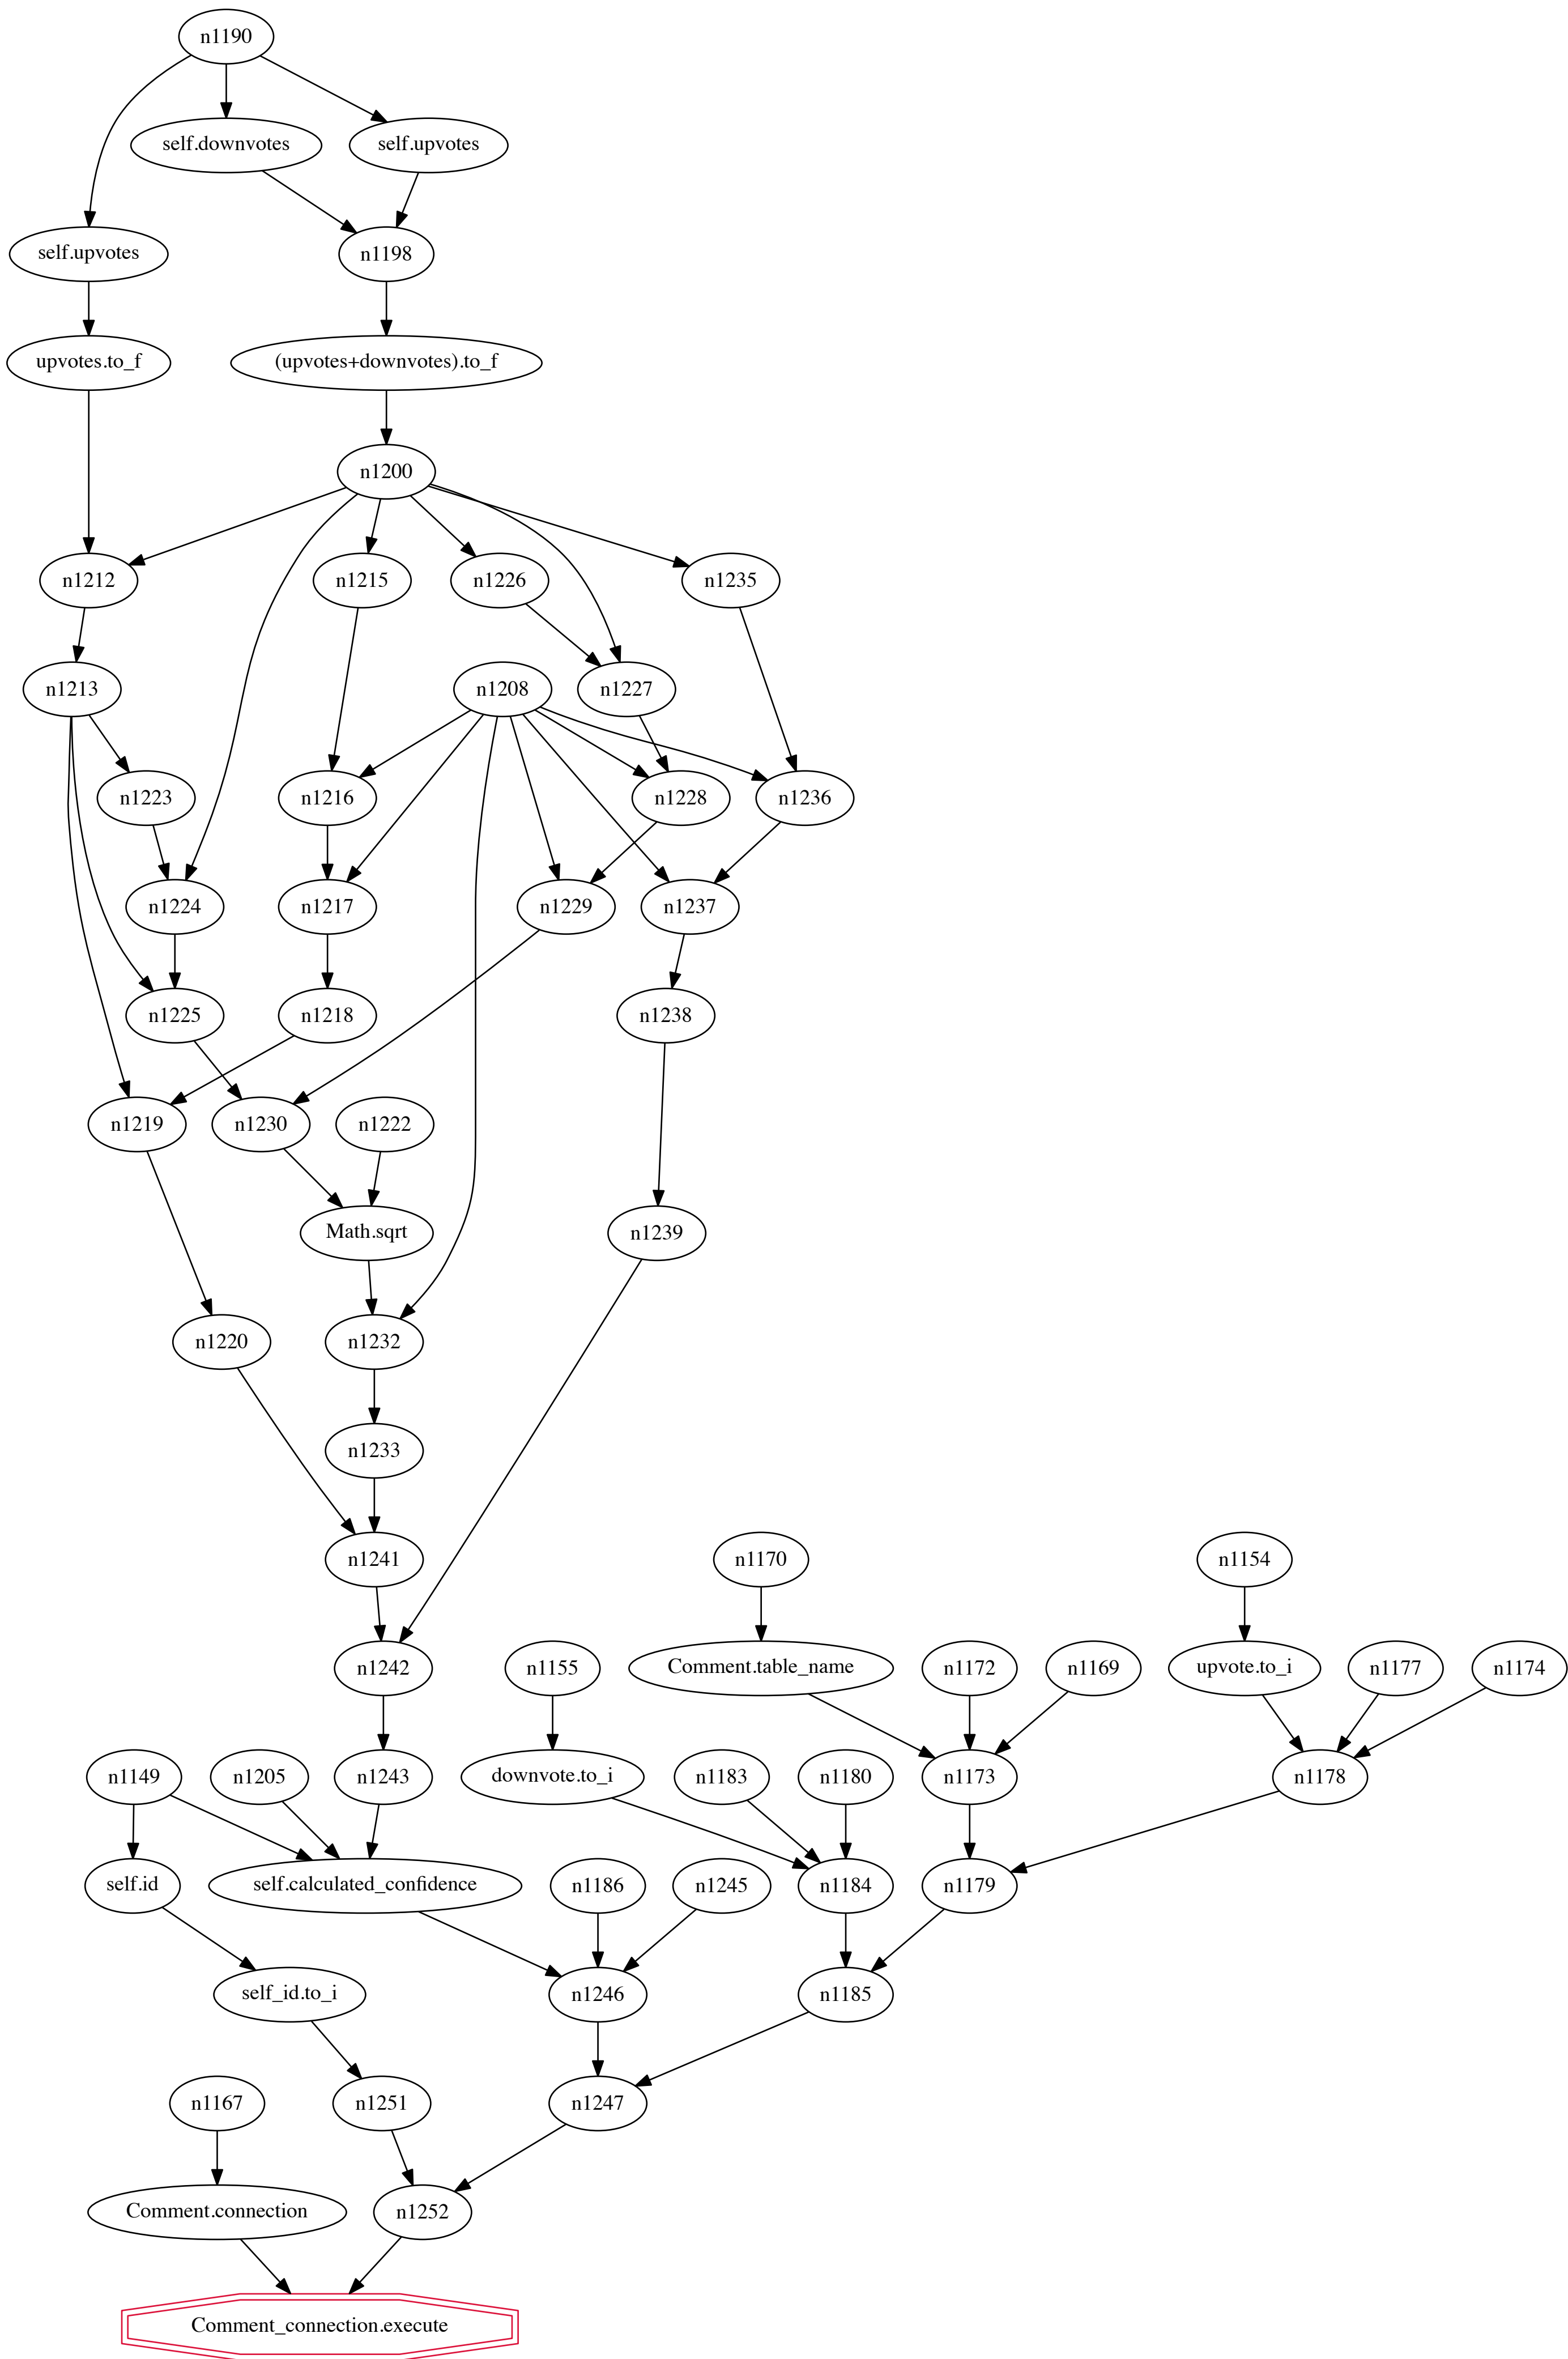 n1190
self.downvotes
self.upvotes
self.upvotes
n1198
upvotes.to_f
(upvotes+downvotes).to_f
n1200
n1212
n1215
n1226
n1235
n1213
n1208
n1227
n1223
n1216
n1228
n1236
n1224
n1217
n1229
n1237
n1225
n1218
n1238
n1219
n1230
n1222
Math.sqrt
n1239
n1220
n1232
n1233
n1241
n1170
n1154
n1242
n1155
Comment.table_name
n1172
n1169
upvote.to_i
n1177
n1174
n1149
n1205
n1243
downvote.to_i
n1183
n1180
n1173
n1178
self.id
self.calculated_confidence
n1186
n1245
n1184
n1179
self_id.to_i
n1246
n1185
n1167
n1251
n1247
Comment.connection
n1252
Comment_connection.execute